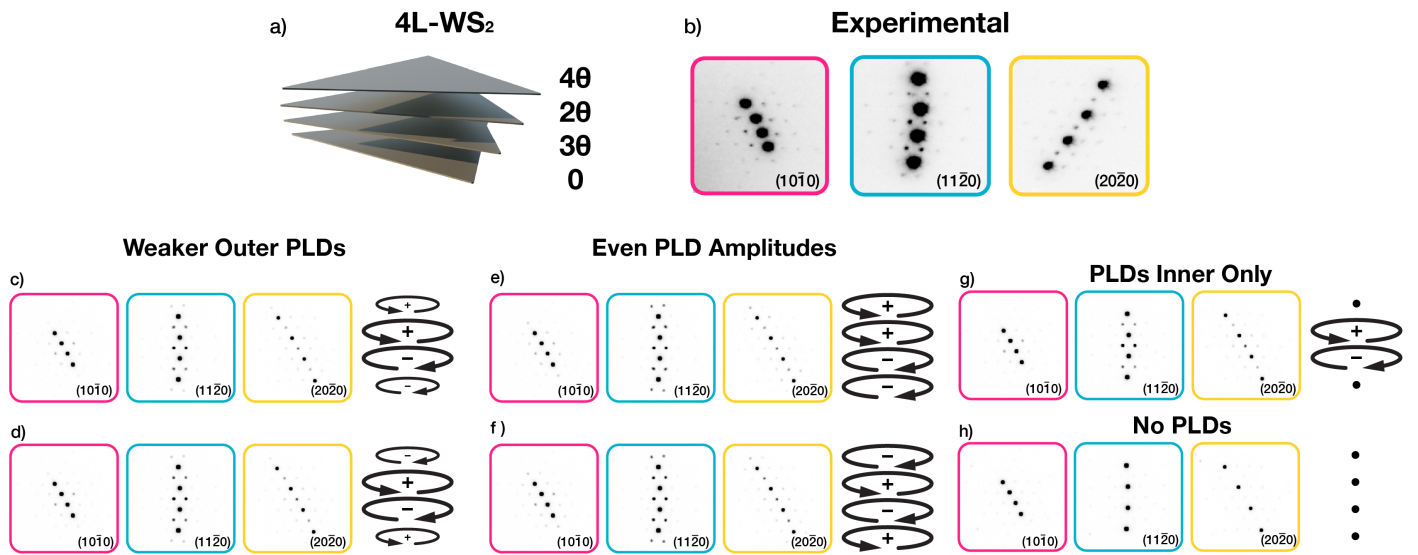 a)
4L-WS₂
4θ
2θ
3θ
0
b)
Experimental
(101̄0)
(112̄0)
(202̄0)
Weaker Outer PLDs
c)
(101̄0)
(112̄0)
(202̄0)
+
+
−
−
d)
(101̄0)
(112̄0)
(202̄0)
−
+
−
+
Even PLD Amplitudes
e)
(101̄0)
(112̄0)
(202̄0)
+
+
−
−
f)
(101̄0)
(112̄0)
(202̄0)
−
+
−
+
PLDs Inner Only
g)
(101̄0)
(112̄0)
(202̄0)
+
−
No PLDs
h)
(101̄0)
(112̄0)
(202̄0)